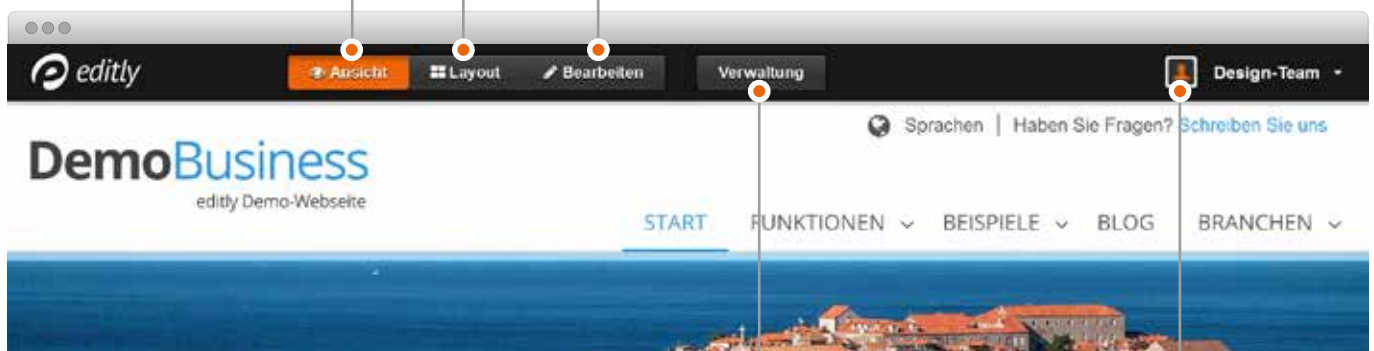 editly Ansicht Layout Bearbeiten Verwaltung Design-Team
Sprachen | Haben Sie Fragen? Schreiben Sie uns
DemoBusiness
editly Demo-Webseite
START FUNKTIONEN BEISPIELE BLOG BRANCHEN